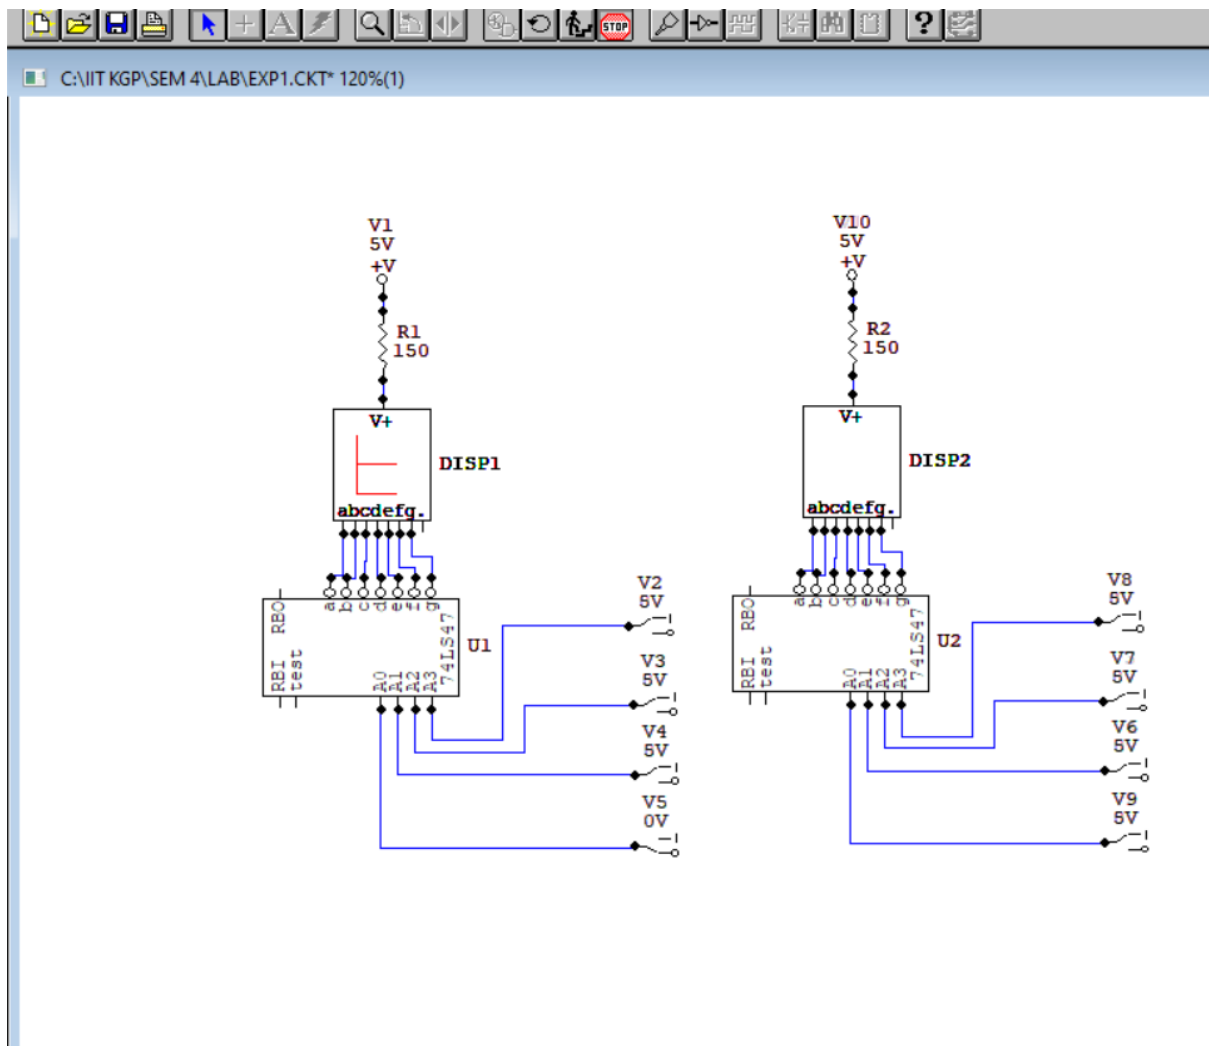 STOP
?
C:\IIT KGP\SEM 4\LAB\EXP1.CKT* 120%(1)
V1
5V
+V
R1
150
V+
DISP1
abcdefg.
a b c d e f g
RBO
RBI
test
74LS47
A0 A1 A2 A3
U1
V2
5V
V3
5V
V4
5V
V5
0V
V10
5V
+V
R2
150
V+
DISP2
abcdefg.
a b c d e f g
RBO
RBI
test
74LS47
A0 A1 A2 A3
U2
V8
5V
V7
5V
V6
5V
V9
5V